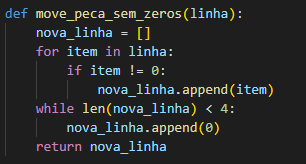 def move_peca_sem_zeros(linha):
    nova_linha = []
    for item in linha:
        if item != 0:
            nova_linha.append(item)
    while len(nova_linha) < 4:
        nova_linha.append(0)
    return nova_linha